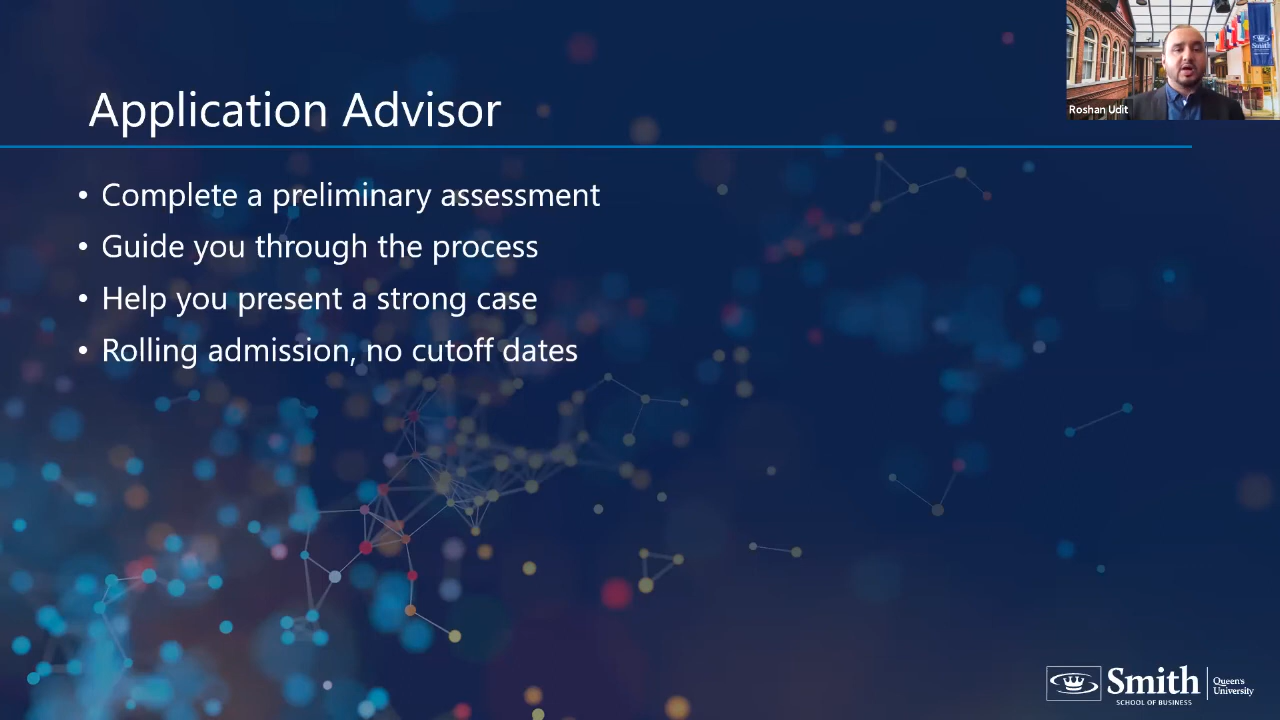 Application Advisor
• Complete a preliminary assessment
• Guide you through the process
• Help you present a strong case
• Rolling admission, no cutoff dates
Roshan Udit
Smith
Smith
SCHOOL OF BUSINESS
Queen's
University